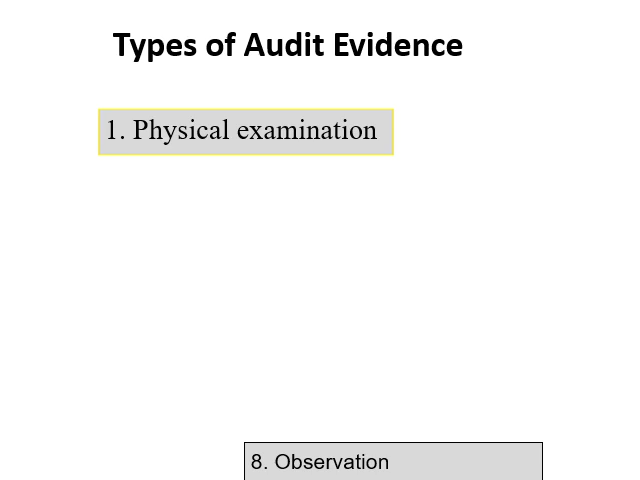 Types of Audit Evidence
1. Physical examination
8. Observation